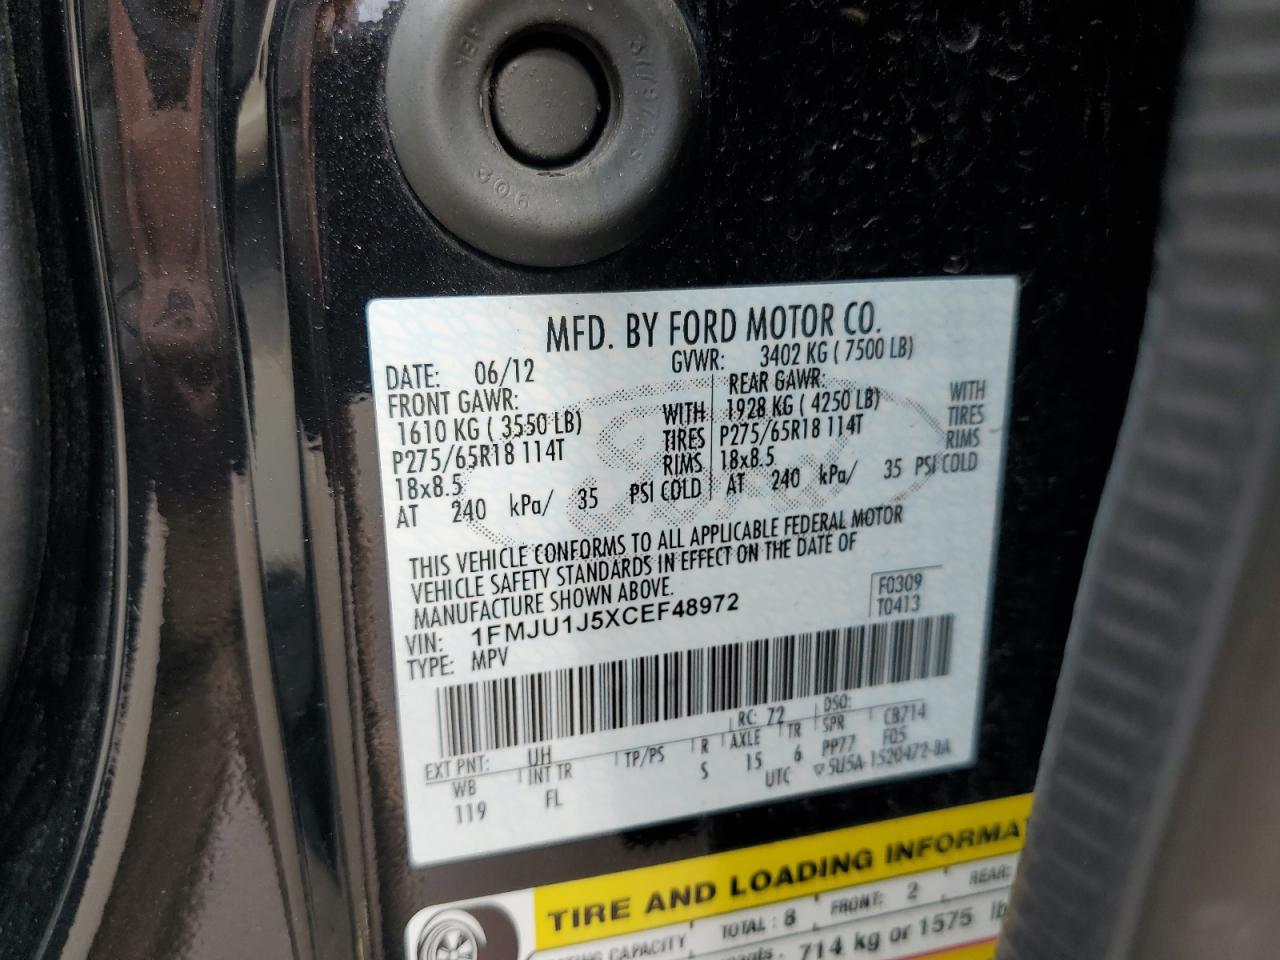 309
MFD. BY FORD MOTOR CO.
DATE: 06/12 GVWR: 3402 KG ( 7500 LB)
FRONT GAWR: REAR GAWR:
1610 KG ( 3550 LB) WITH 1928 KG ( 4250 LB) WITH
P275/65R18 114T TIRES P275/65R18 114T TIRES
18x8.5 RIMS 18x8.5 RIMS
AT 240 kPa/ 35 PSI COLD AT 240 kPa/ 35 PSI COLD
THIS VEHICLE CONFORMS TO ALL APPLICABLE FEDERAL MOTOR
VEHICLE SAFETY STANDARDS IN EFFECT ON THE DATE OF
MANUFACTURE SHOWN ABOVE.
F0309
T0413
VIN: 1FMJU1J5XCEF48972
TYPE: MPV
RC: 72 DSO:
EXT PNT: UH CB714
WB INT TR TP/PS R AXLE TR SPR F05
119 FL S 15 6 PP77
UTC ▽5U5A-1520472-BA
TIRE AND LOADING INFORMAT
CAPACITY TOTAL: 8 FRONT: 2 REAR:
714 kg or 1575 lb